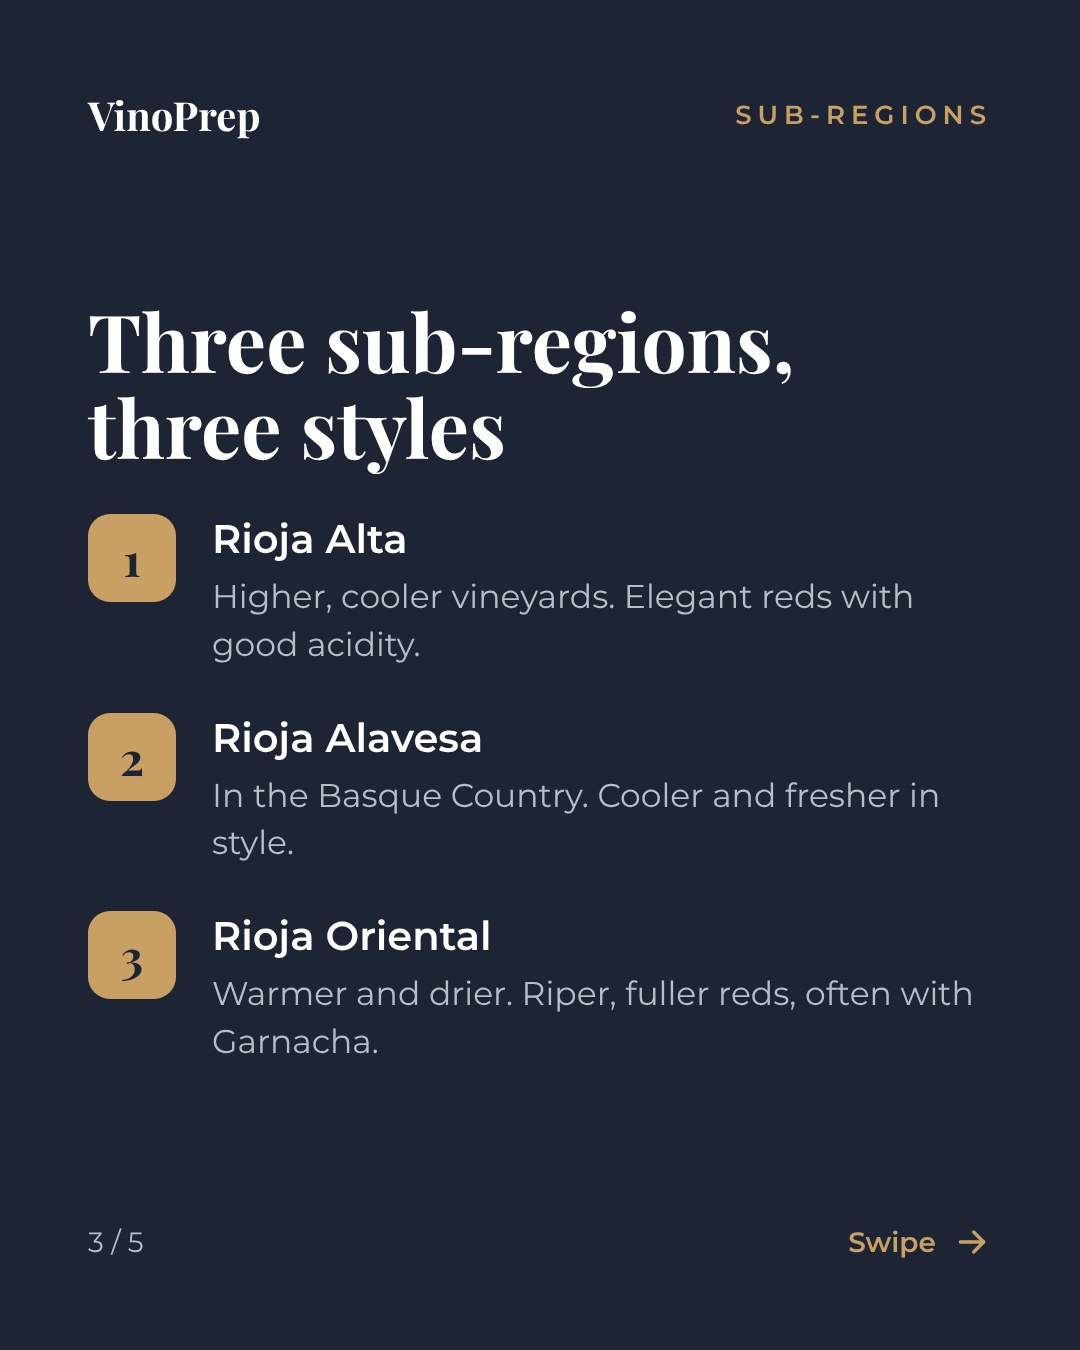 VinoPrep
SUB-REGIONS
Three sub-regions,
three styles
1
Rioja Alta
Higher, cooler vineyards. Elegant reds with
good acidity.
2
Rioja Alavesa
In the Basque Country. Cooler and fresher in
style.
3
Rioja Oriental
Warmer and drier. Riper, fuller reds, often with
Garnacha.
3 / 5
Swipe →